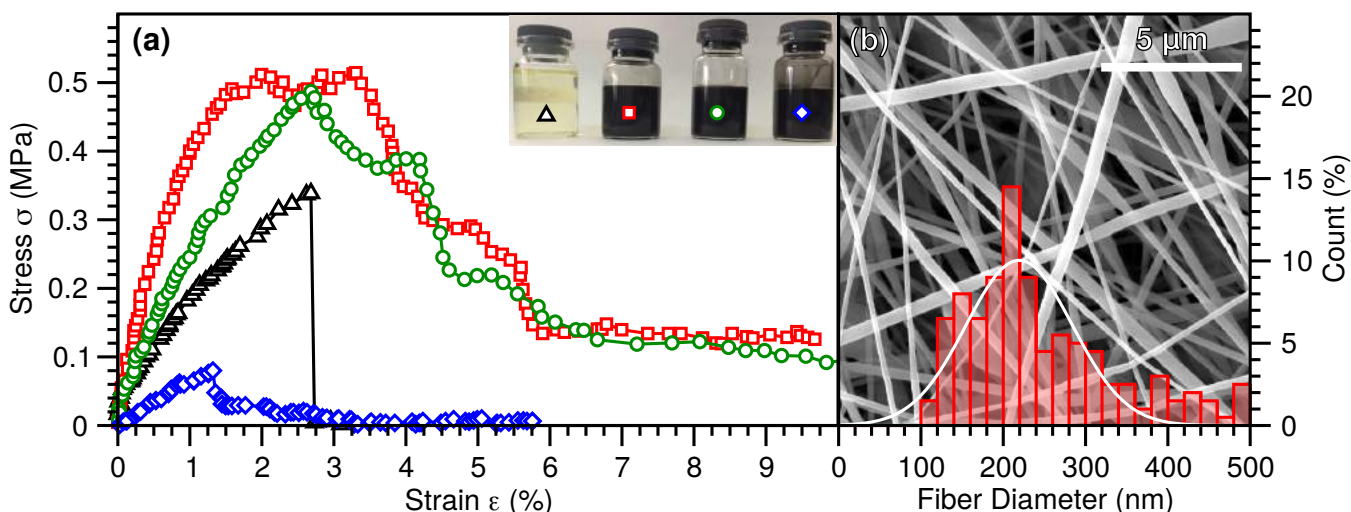 (a)
Stress σ (MPa)
0.5
0.4
0.3
0.2
0.1
0
0 1 2 3 4 5 6 7 8 9
Strain ε (%)
(b)
5 µm
20
15
10
5
0
Count (%)
0 100 200 300 400 500
Fiber Diameter (nm)